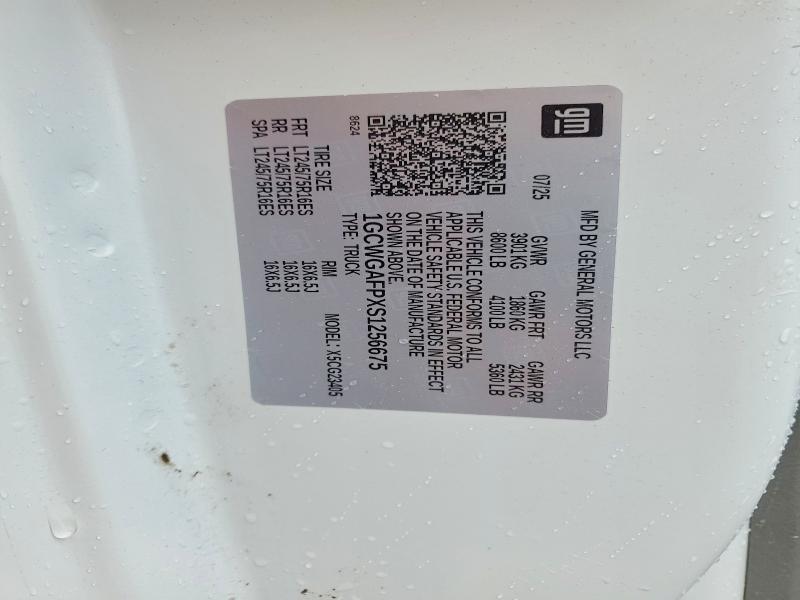 gm
MFD BY GENERAL MOTORS LLC
07/25
GVWR GAWR FRT GAWR RR
3901 KG 1860 KG 2431 KG
8600 LB 4100 LB 5360 LB
THIS VEHICLE CONFORMS TO ALL
APPLICABLE U.S. FEDERAL MOTOR
VEHICLE SAFETY STANDARDS IN EFFECT
ON THE DATE OF MANUFACTURE
SHOWN ABOVE.
1GCWGAFPXS1256675
TYPE: TRUCK
MODEL: X5CG23405
8624
TIRE SIZE RIM
FRT LT245/75R16ES 16X6.5J
RR LT245/75R16ES 16X6.5J
SPA LT245/75R16ES 16X6.5J